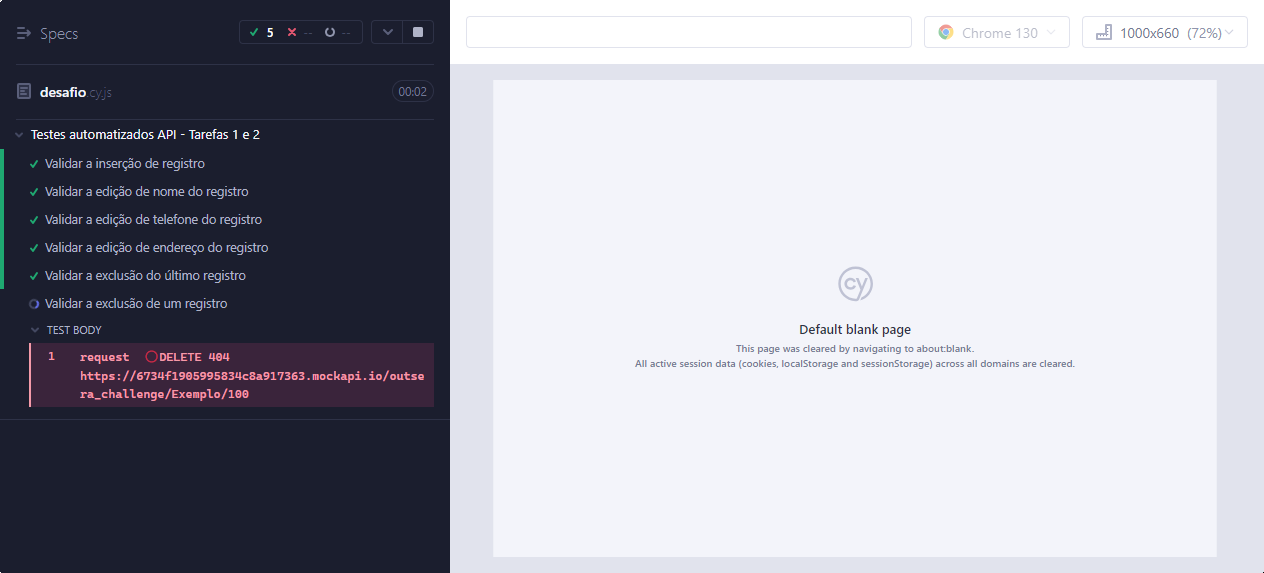 Specs
5
--
--
Chrome 130
1000x660 (72%)
desafio.cy.js
00:02
Testes automatizados API - Tarefas 1 e 2
Validar a inserção de registro
Validar a edição de nome do registro
Validar a edição de telefone do registro
Validar a edição de endereço do registro
Validar a exclusão do último registro
Validar a exclusão de um registro
TEST BODY
1 request DELETE 404
https://6734f1905995834c8a917363.mockapi.io/outse
ra_challenge/Exemplo/100
cy
Default blank page
This page was cleared by navigating to about:blank.
All active session data (cookies, localStorage and sessionStorage) across all domains are cleared.